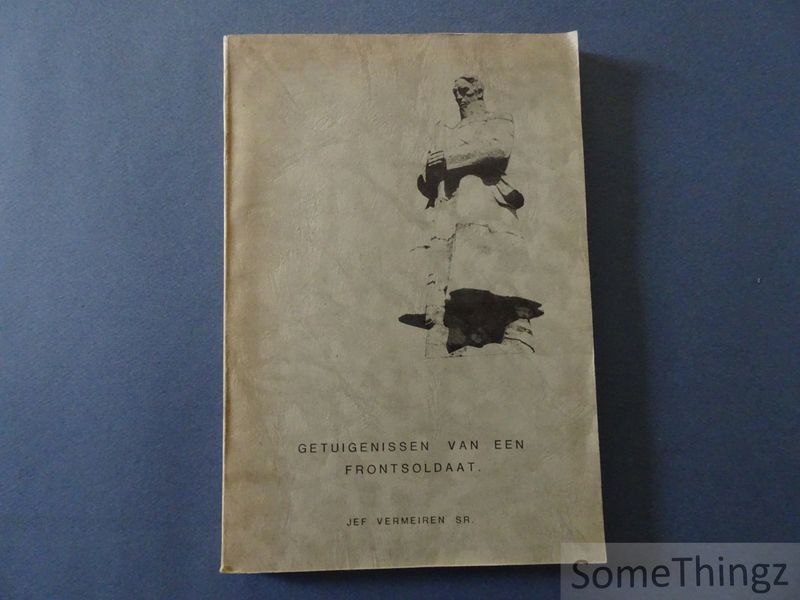 GETUIGENISSEN VAN EEN
FRONTSOLDAAT.
JEF VERMEIREN SR.
SomeThingz